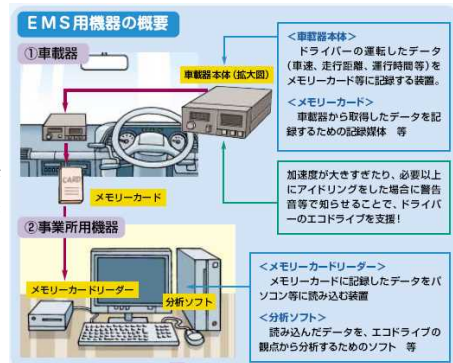 EMS用機器の概要
①車載器
車載器本体(拡大図)
CARD
メモリーカード
②事業所用機器
メモリーカードリーダー
分析ソフト
<車載器本体>
ドライバーの運転したデータ
(車速、走行距離、運行時間等)を
メモリーカード等に記録する装置。
<メモリーカード>
車載器から取得したデータを記
録するための記録媒体 等
加速度が大きすぎたり、必要以上
にアイドリングをした場合に警告
音等で知らせることで、ドライバ
ーのエコドライブを支援!
<メモリーカードリーダー>
メモリーカードに記録したデータをパ
ソコン等に読み込む装置
<分析ソフト>
読み込んだデータを、エコドライブの
観点から分析するためのソフト 等